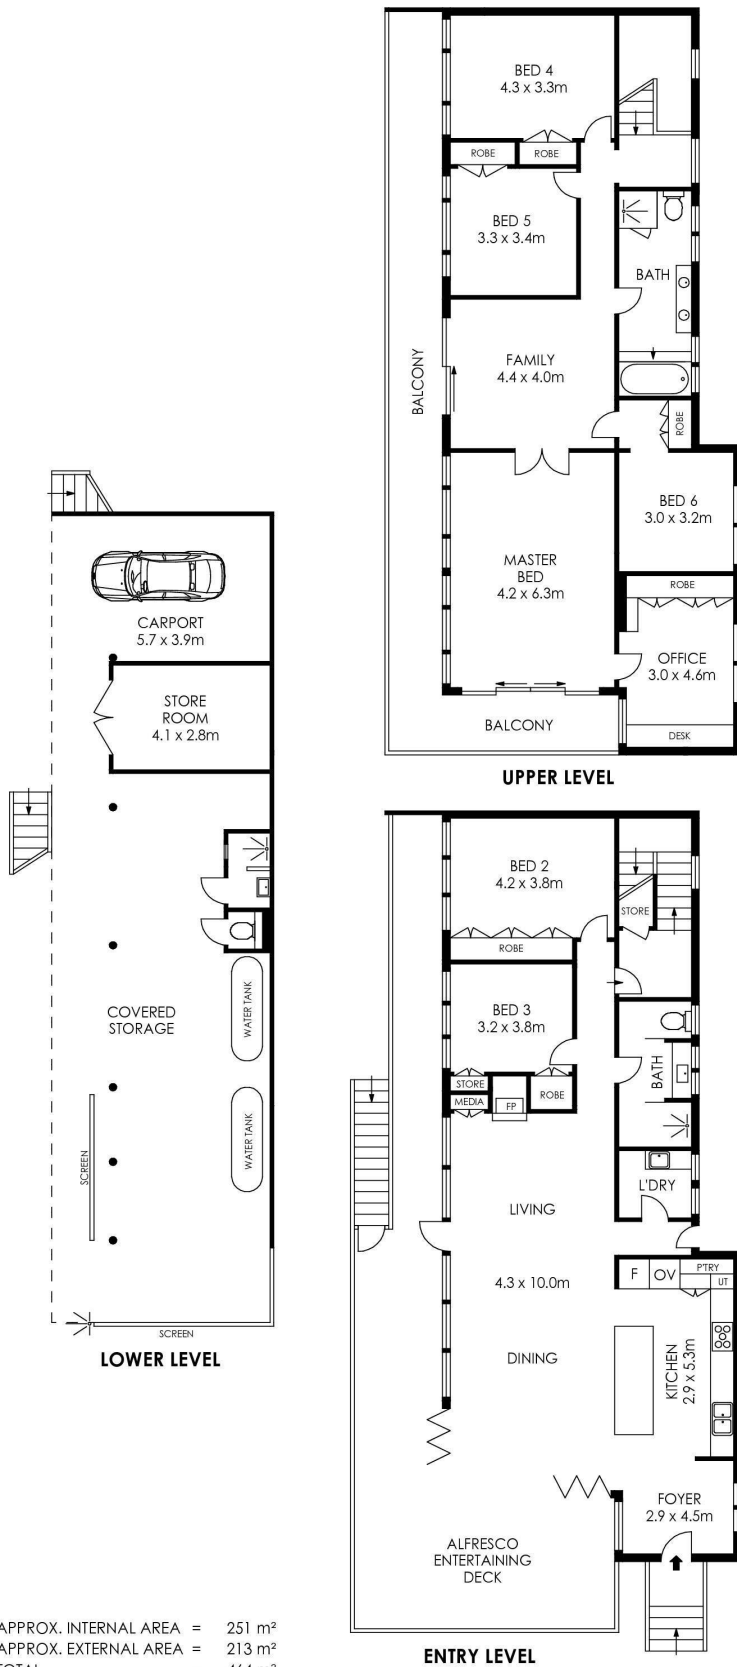 BED 4
4.3 x 3.3m
ROBE
ROBE
BED 5
3.3 x 3.4m
BATH
BALCONY
FAMILY
4.4 x 4.0m
ROBE
BED 6
3.0 x 3.2m
MASTER
BED
4.2 x 6.3m
ROBE
OFFICE
3.0 x 4.6m
BALCONY
DESK
UPPER LEVEL
CARPORT
5.7 x 3.9m
STORE
ROOM
4.1 x 2.8m
COVERED
STORAGE
WATER TANK
WATER TANK
SCREEN
SCREEN
LOWER LEVEL
BED 2
4.2 x 3.8m
STORE
ROBE
BED 3
3.2 x 3.8m
BATH
STORE
MEDIA
FP
ROBE
L'DRY
LIVING
4.3 x 10.0m
DINING
F
OV
P'TRY
UT
KITCHEN
2.9 x 5.3m
FOYER
2.9 x 4.5m
ALFRESCO
ENTERTAINING
DECK
ENTRY LEVEL
APPROX. INTERNAL AREA = 251 m²
APPROX. EXTERNAL AREA = 213 m²